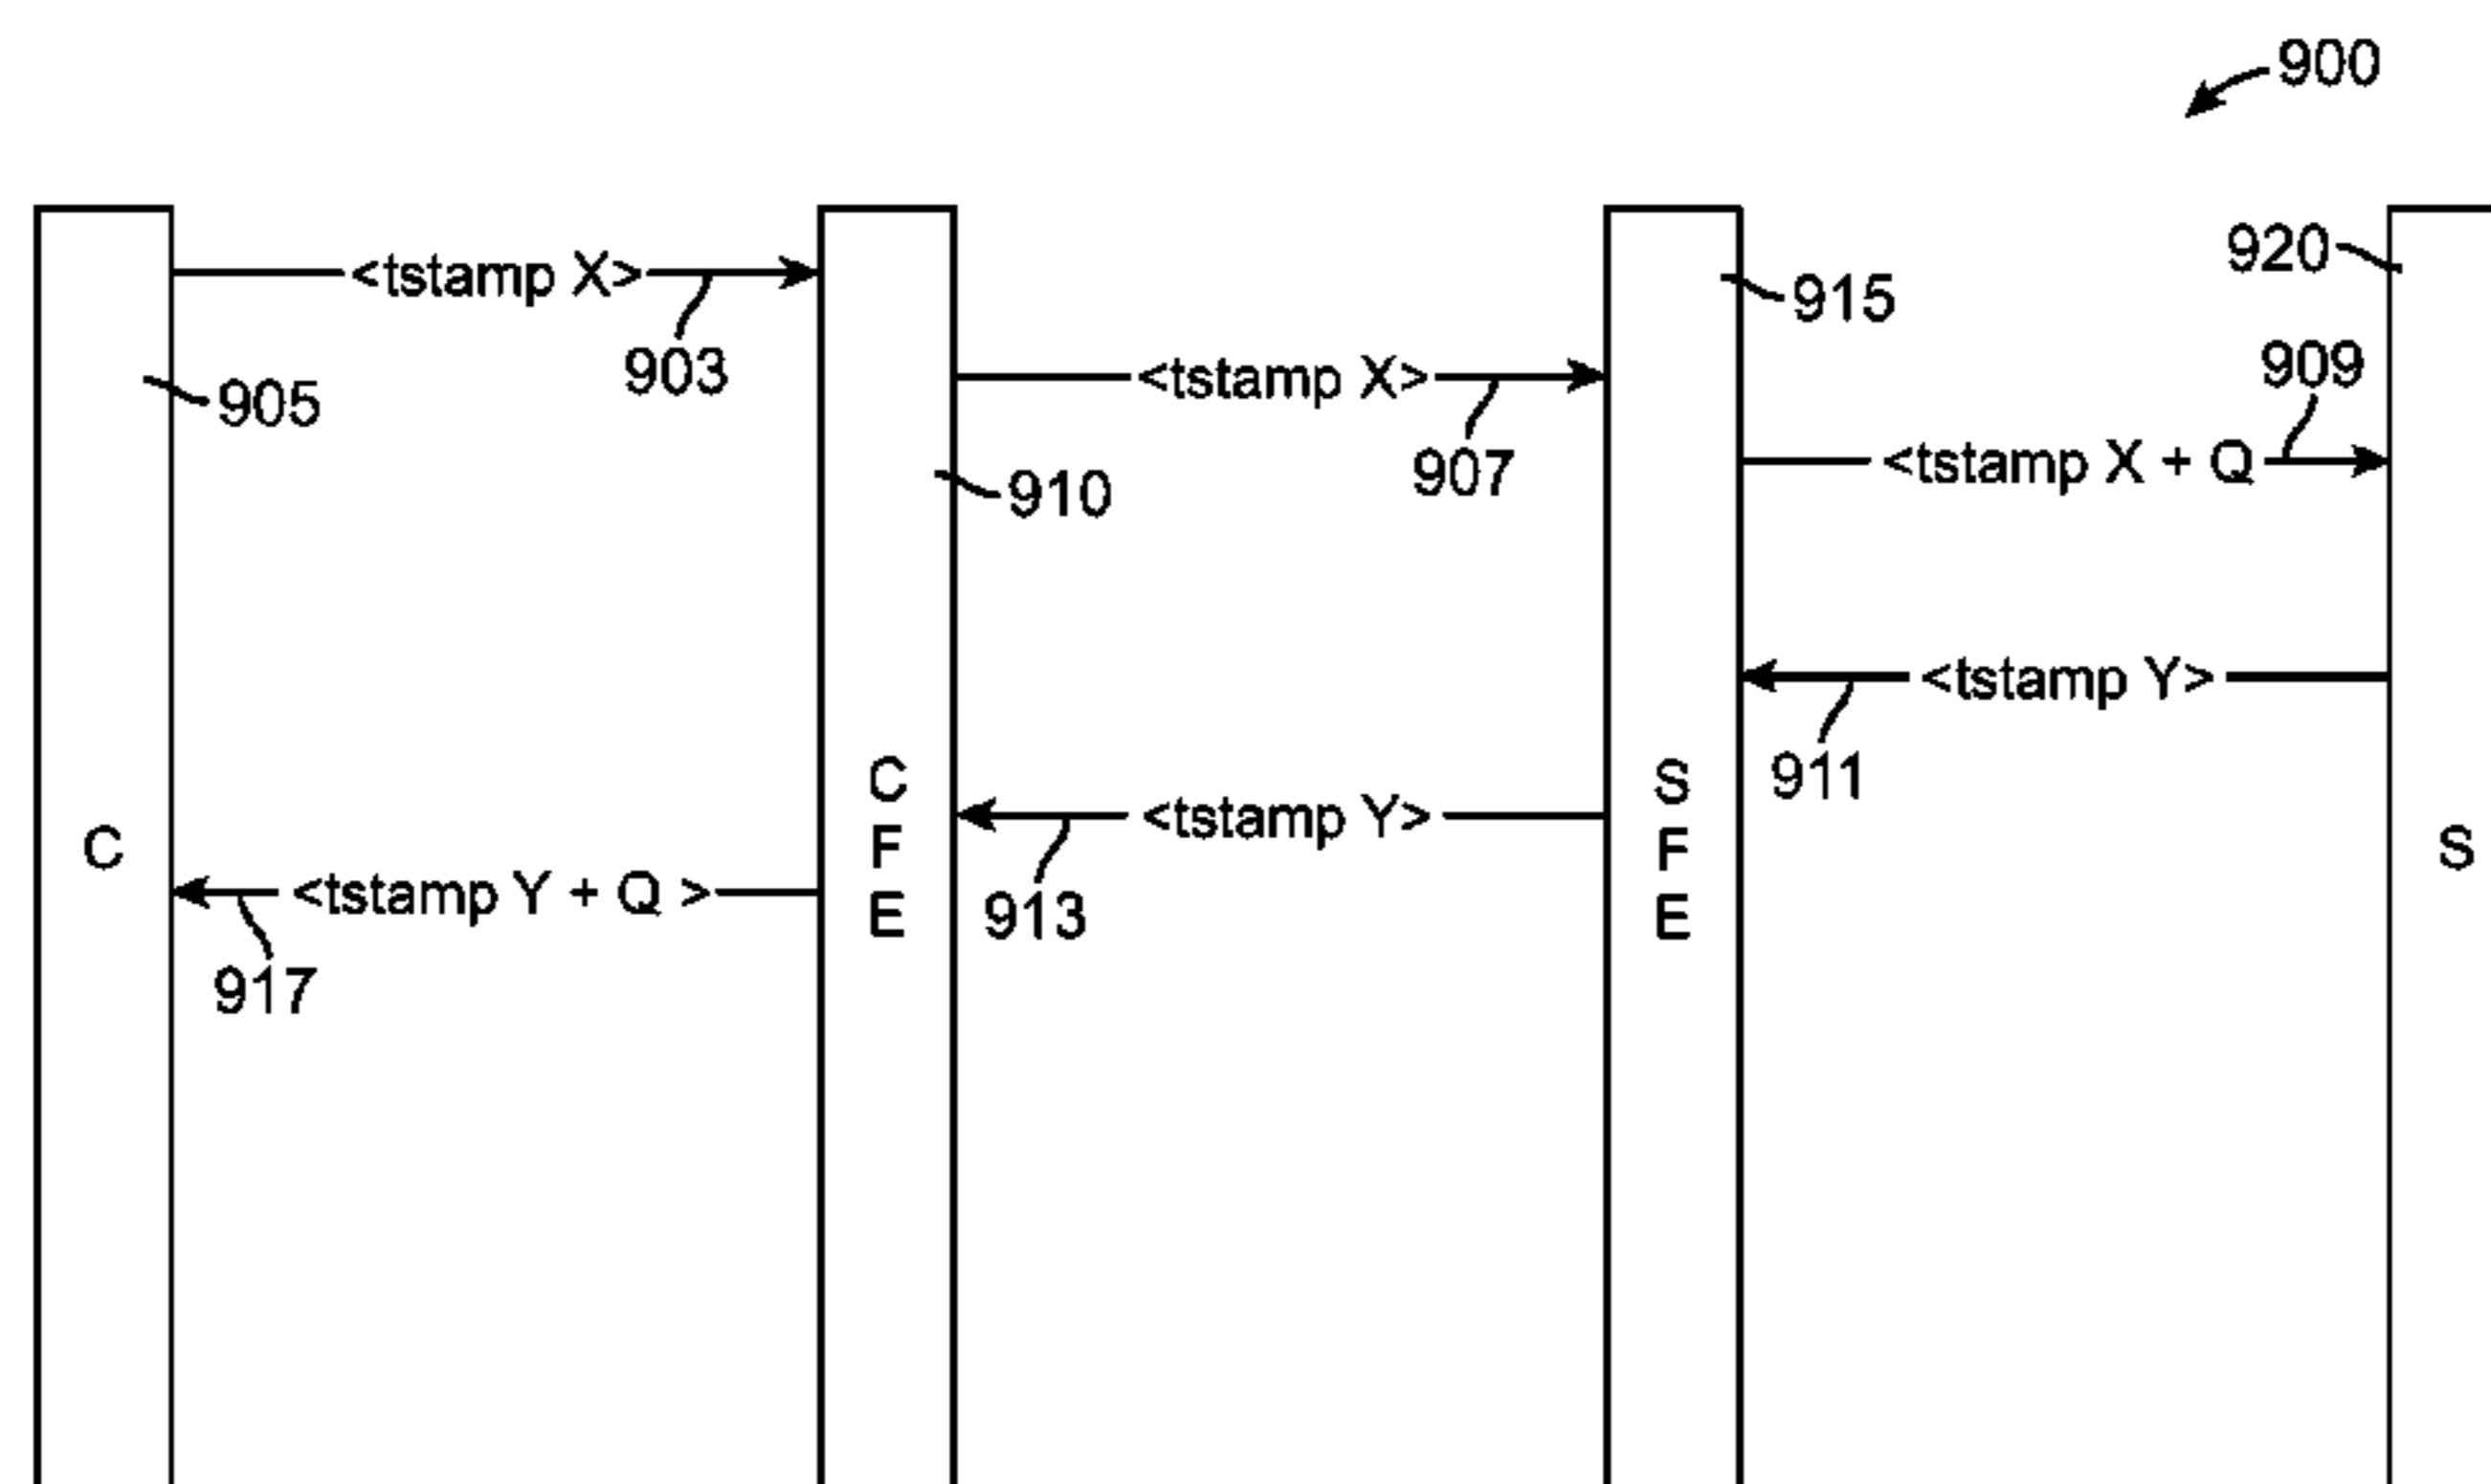 900
920
<tstamp X>
915
903
909
<tstamp X>
905
<tstamp X + Q
907
910
<tstamp Y>
911
C
F
E
S
F
E
<tstamp Y>
C
S
<tstamp Y + Q >
913
917